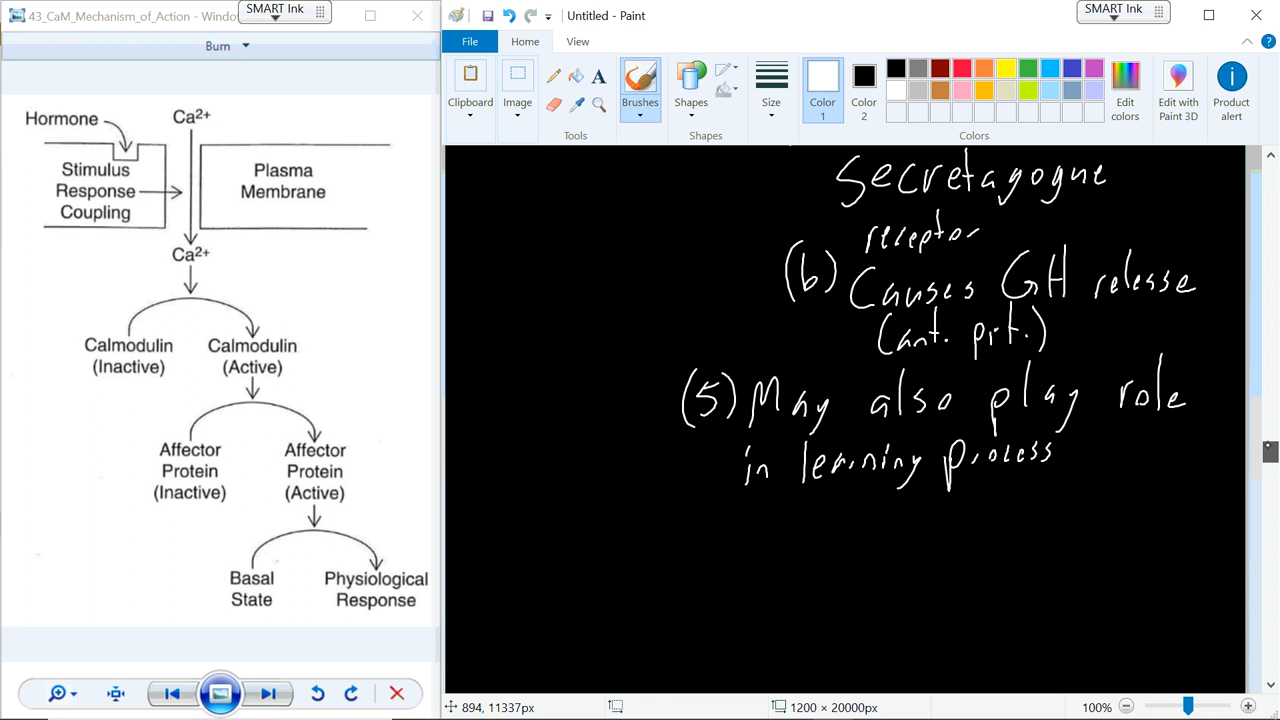 43_CaM_Mechanism_of_Action - Window
SMART Ink
Burn
Hormone
Ca2+
Stimulus
Response
Coupling
Plasma
Membrane
Ca2+
Calmodulin
(Inactive)
Calmodulin
(Active)
Affector
Protein
(Inactive)
Affector
Protein
(Active)
Basal
State
Physiological
Response
Untitled - Paint
SMART Ink
File
Home
View
Clipboard
Image
Tools
Brushes
Shapes
Shapes
Size
Color
1
Color
2
Colors
Edit
colors
Edit with
Paint 3D
Product
alert
Secretagogue
receptor
(b) Causes GH release
(ant. pit.)
(5) May also play role
in learning process
894, 11337px
1200 × 20000px
100%